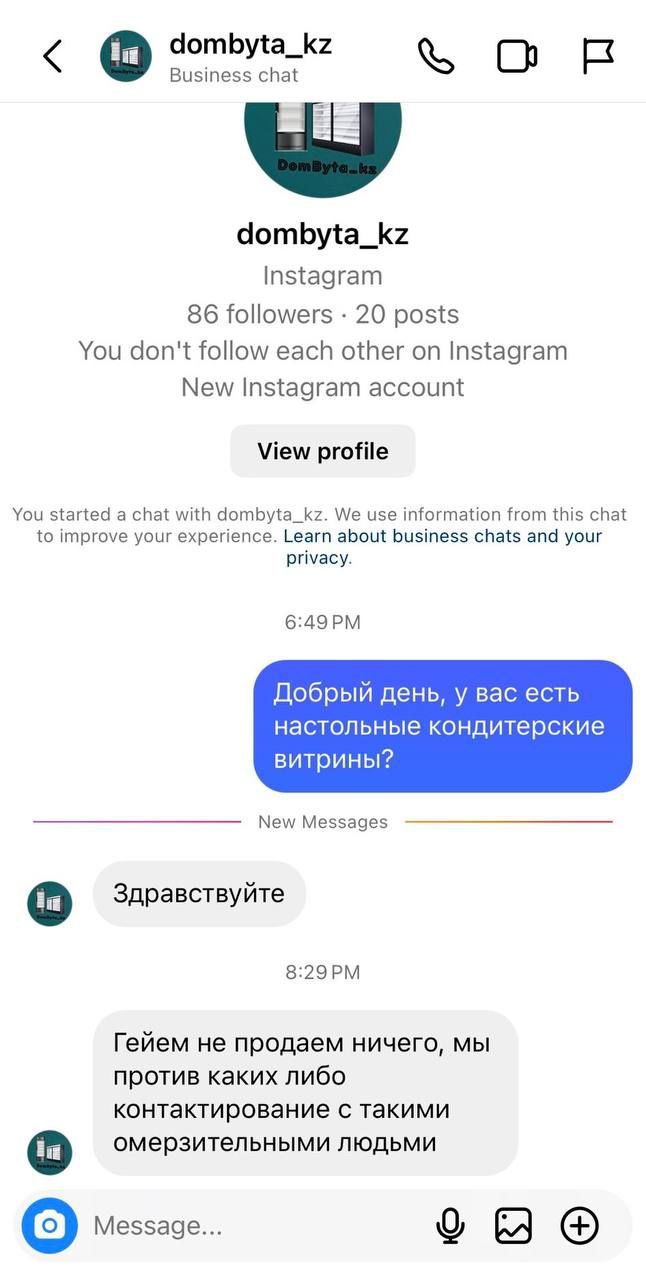 dombyta_kz
Business chat
DomByta_kz
dombyta_kz
Instagram
86 followers · 20 posts
You don't follow each other on Instagram
New Instagram account
View profile
You started a chat with dombyta_kz. We use information from this chat
to improve your experience. Learn about business chats and your
privacy.
6:49 PM
Добрый день, у вас есть
настольные кондитерские
витрины?
New Messages
Здравствуйте
8:29 PM
Гейем не продаем ничего, мы
против каких либо
контактирование с такими
омерзительными людьми
Message...